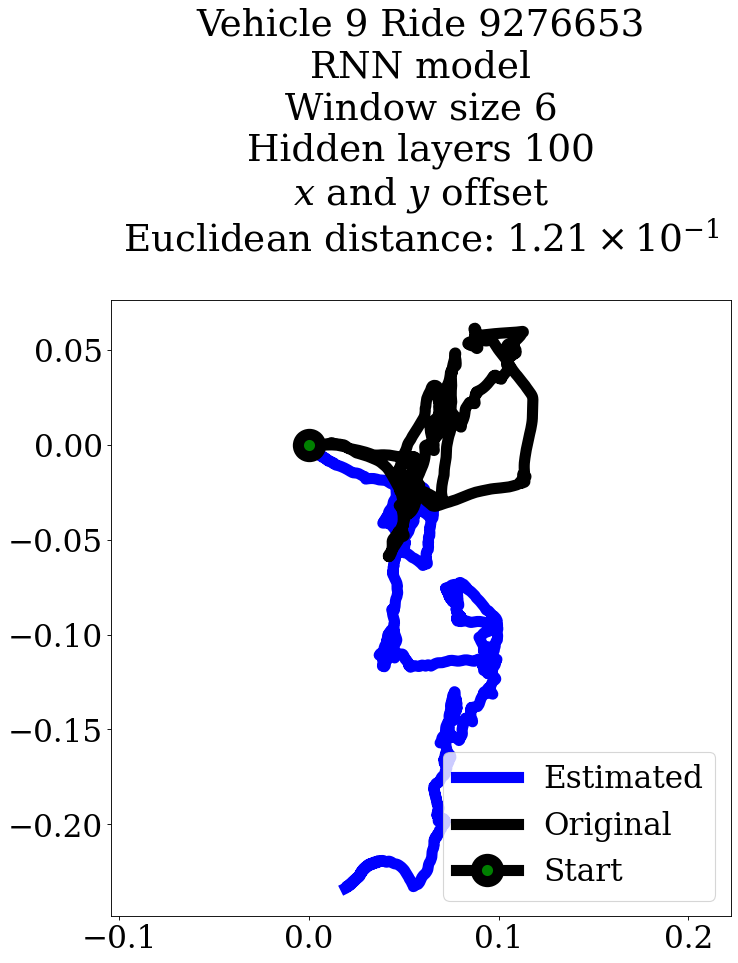 Vehicle 9 Ride 9276653
RNN model
Window size 6
Hidden layers 100
x and y offset
Euclidean distance: 1.21 × 10⁻¹
0.05
0.00
−0.05
−0.10
−0.15
−0.20
Estimated
Original
Start
−0.1
0.0
0.1
0.2